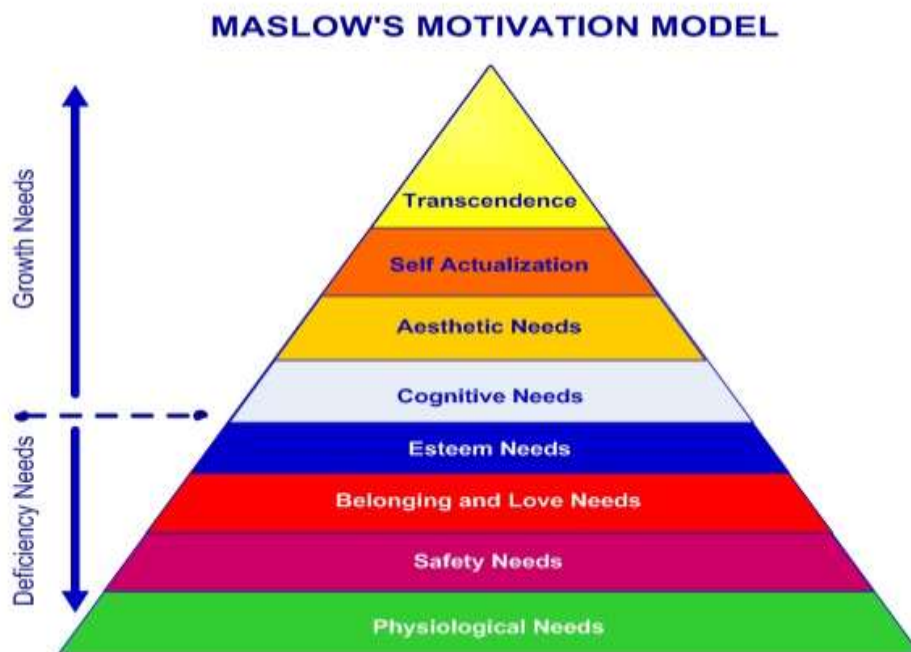 MASLOW'S MOTIVATION MODEL
Growth Needs
Deficiency Needs
Transcendence
Self Actualization
Aesthetic Needs
Cognitive Needs
Esteem Needs
Belonging and Love Needs
Safety Needs
Physiological Needs